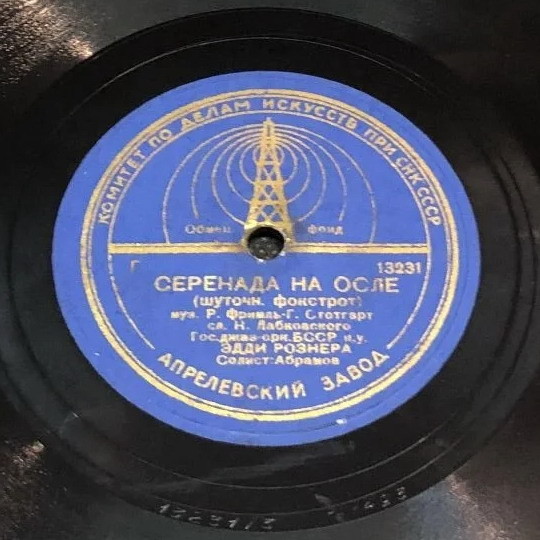 КОМИТЕТ ПО ДЕЛАМ ИСКУССТВ ПРИ СНК СССР
Обмен фонд
Г 13231
СЕРЕНАДА НА ОСЛЕ
(шуточн. фокстрот)
муз. Р. Фримль-Г. Стотгарт
сл. Н. Лабковского
Гос.джаз-орк.БССР п.у.
ЭДДИ РОЗНЕРА
Солист: Абрамов
АПРЕЛЕВСКИЙ ЗАВОД